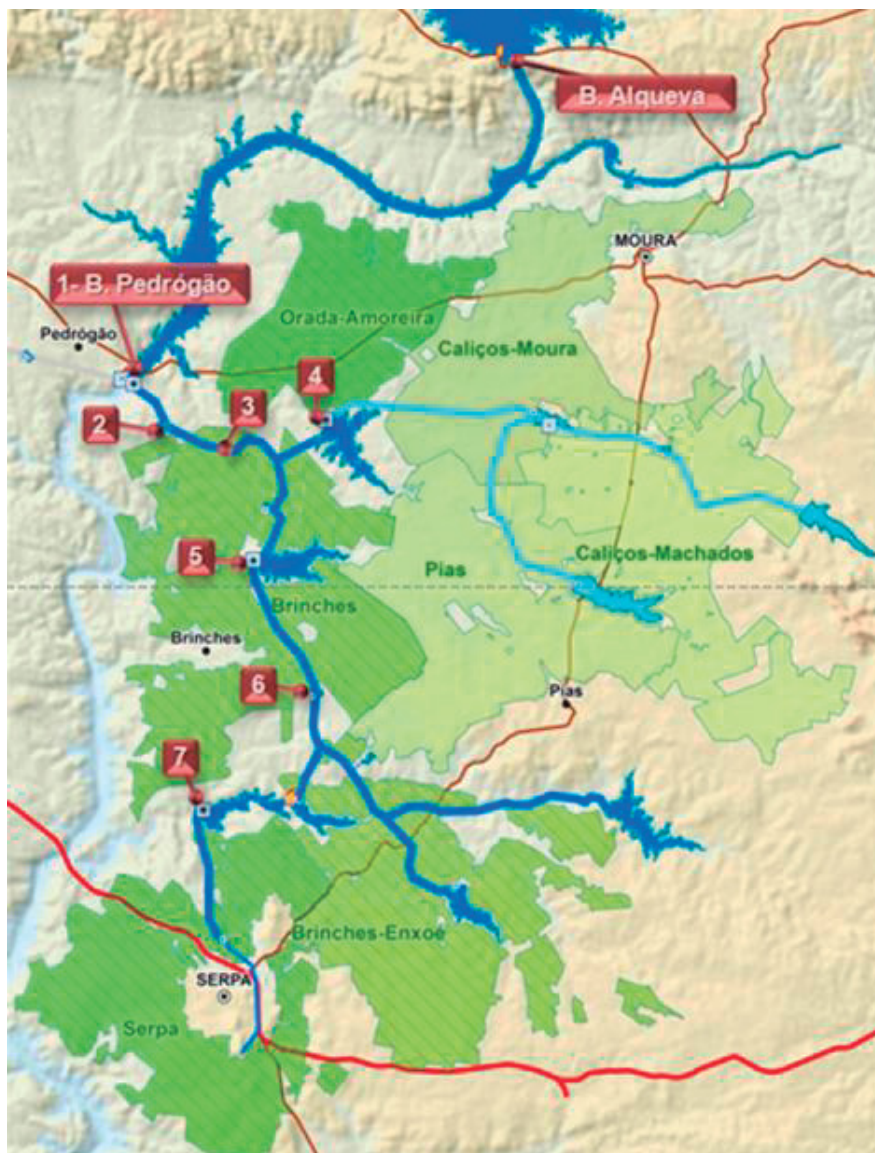 B. Alqueva
MOURA
1- B. Pedrógão
Orada-Amoreira
Pedrógão
Caliços-Moura
4
3
2
5
Pias
Caliços-Machados
Brinches
Brinches
6
Pias
7
Brinches-Enxoé
SERPA
Serpa